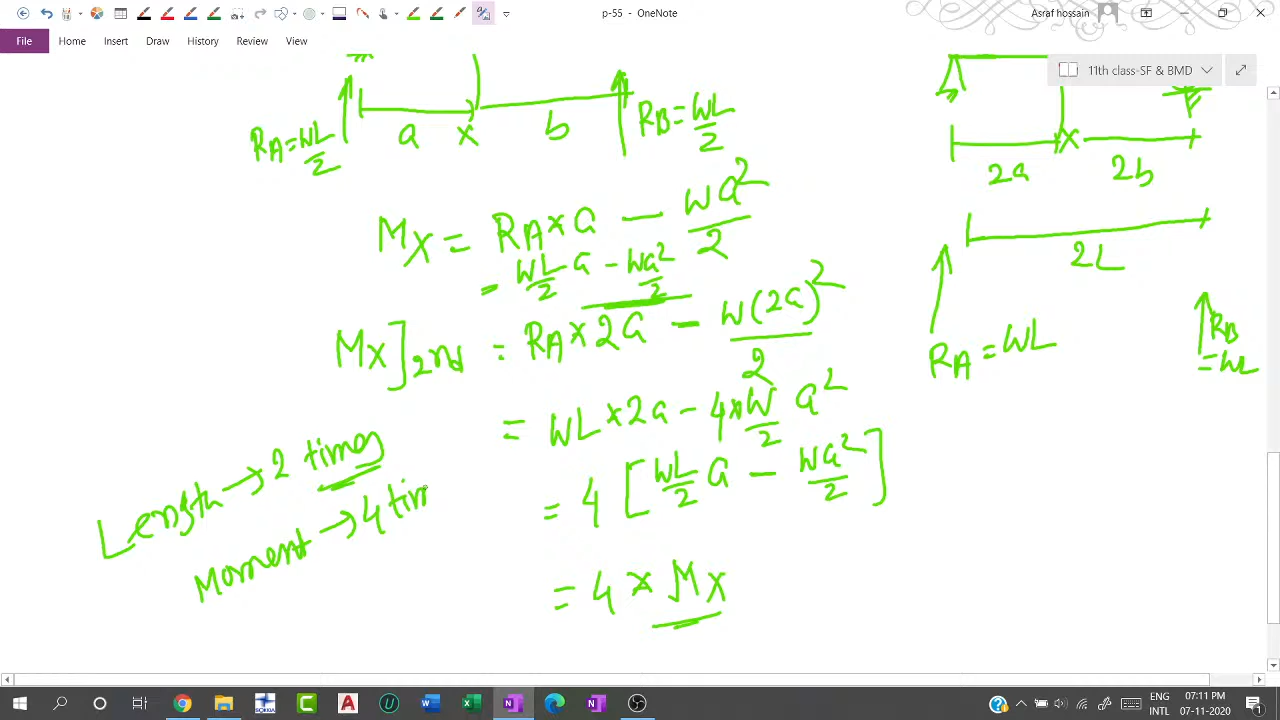 p-55 - OneNote
Asraf hossain
File Home Insert Draw History Review View
11th class-SF & BMD
RA = WL/2
a
x
b
RB = WL/2
2a
x
2b
2L
RA = WL
RB = WL
Mx = RA × a − wa²/2
= WL/2 a − wa²/2
Mx]2nd = RA × 2a − W(2a)²/2
= WL × 2a − 4 × W/2 a²
= 4 [WL/2 a − wa²/2]
= 4 × Mx
Length → 2 times
Moment → 4 tim
ENG
INTL
07:11 PM
07-11-2020